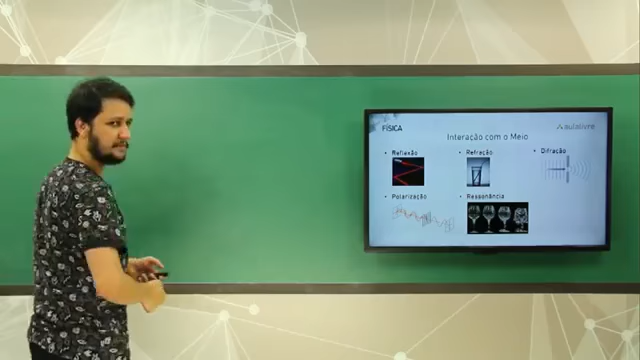 FÍSICA
aulalivre
Interação com o Meio
• Reflexão
• Refração
• Difração
• Polarização
• Ressonância